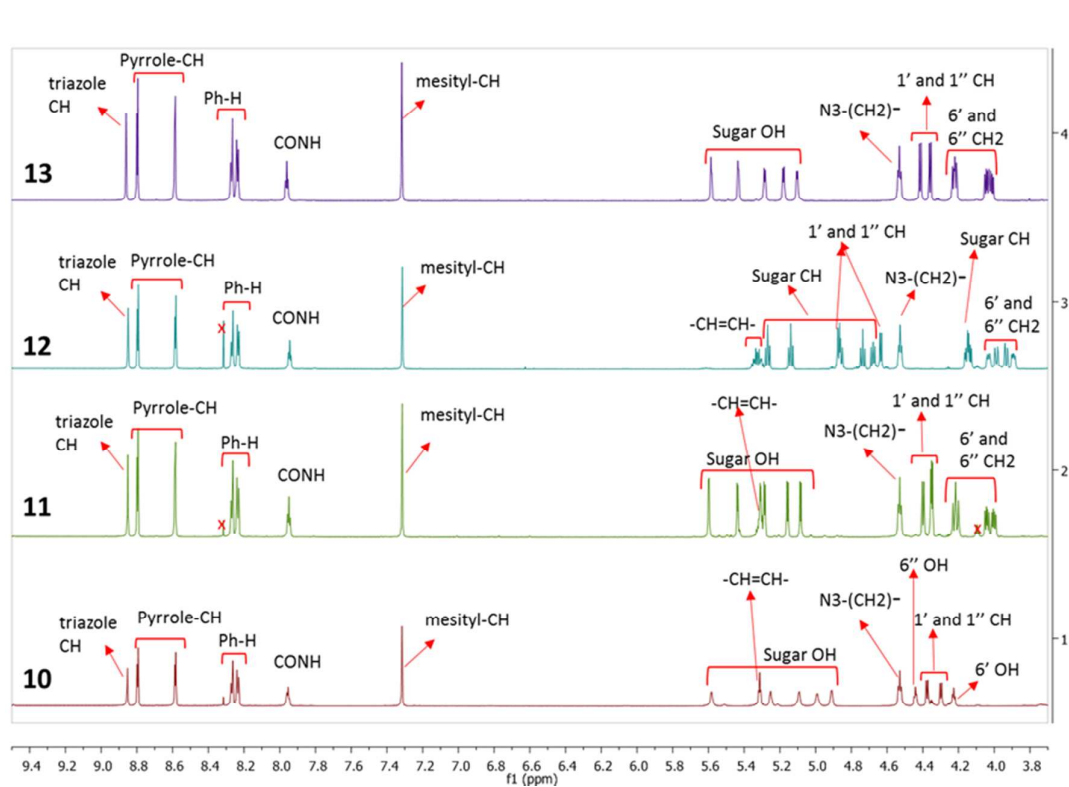 Pyrrole-CH
triazole
CH
Ph-H
CONH
mesityl-CH
Sugar OH
N3-(CH2)-
1’ and 1’’ CH
6’ and
6’’ CH2
13
4
triazole
CH
Pyrrole-CH
Ph-H
x
CONH
mesityl-CH
-CH=CH-
Sugar CH
1’ and 1’’ CH
N3-(CH2)-
Sugar CH
6’ and
6’’ CH2
12
3
triazole
CH
Pyrrole-CH
Ph-H
x
CONH
mesityl-CH
-CH=CH-
Sugar OH
N3-(CH2)-
1’ and 1’’ CH
6’ and
6’’ CH2
x
11
2
triazole
CH
Pyrrole-CH
Ph-H
CONH
mesityl-CH
-CH=CH-
Sugar OH
N3-(CH2)-
6’’ OH
1’ and 1’’ CH
6’ OH
10
1
9.4 9.2 9.0 8.8 8.6 8.4 8.2 8.0 7.8 7.6 7.4 7.2 7.0 6.8 6.6 6.4 6.2 6.0 5.8 5.6 5.4 5.2 5.0 4.8 4.6 4.4 4.2 4.0 3.8
f1 (ppm)